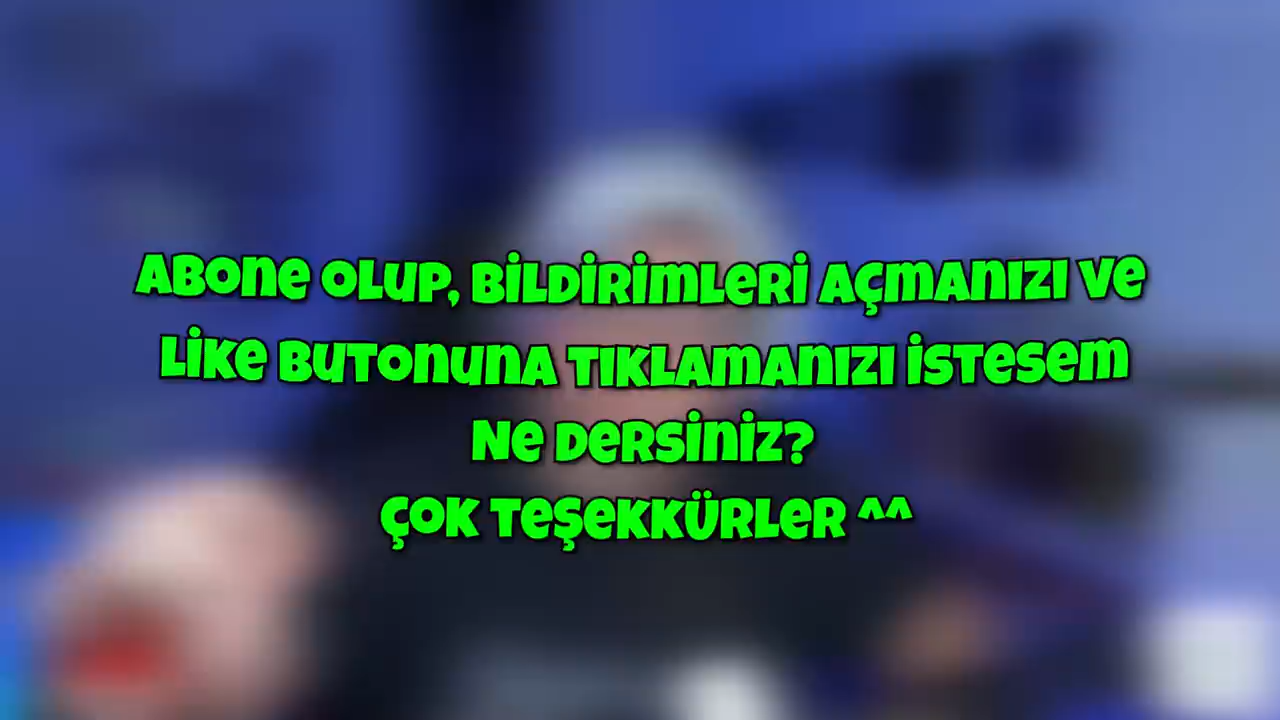 Abone olup, bildirimleri açmanızı ve
like butonuna tıklamanızı istesem
ne dersiniz?
Çok teşekkürler ^^